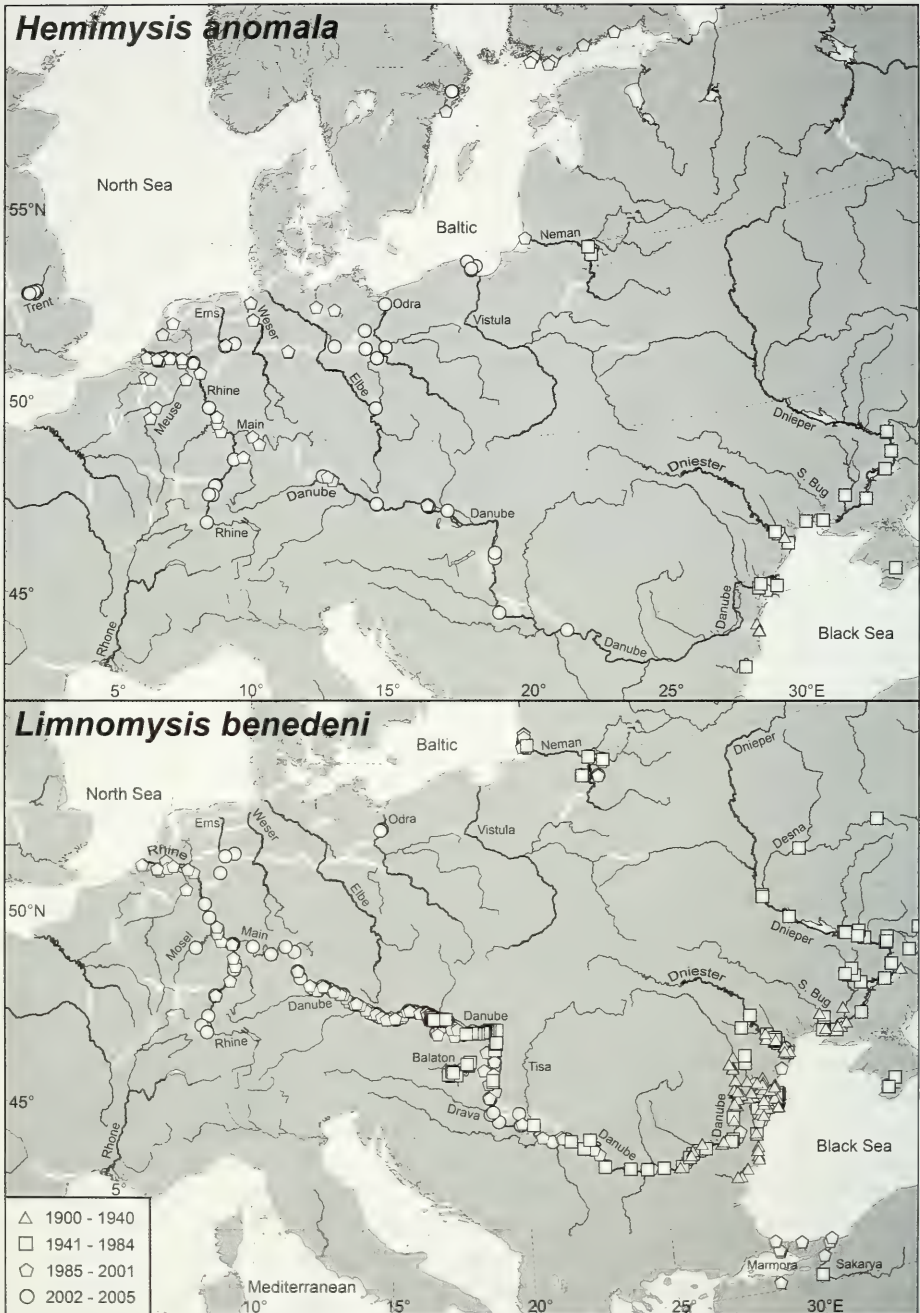 Hemimysis anomala
North Sea
55°N
Baltic
Neman
Trent
Ems
Weser
Odra
Vistula
Elbe
50°
Rhine
Meuse
Main
Dnieper
Dniester
S. Bug
Danube
Danube
Rhine
45°
Danube
Rhone
Danube
Black Sea
5°
10°
15°
20°
25°
30°E
Limnomysis benedeni
Baltic
Neman
Dnieper
North Sea
Ems
Weser
Odra
Vistula
Desna
Rhine
Elbe
50°N
Mosel
Main
Dnieper
Dniester
S. Bug
Danube
Danube
Rhine
Balaton
Tisa
45°
Drava
Danube
Danube
Rhone
Black Sea
5°
1900 - 1940
1941 - 1984
1985 - 2001
2002 - 2005
Marmora
Sakarya
Mediterranean
10°
15°
20°
25°
30°E